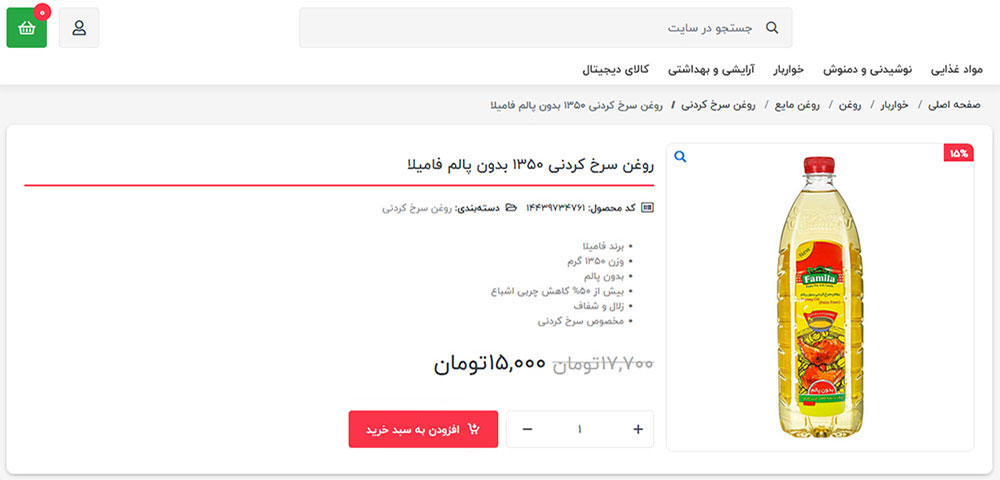 ۰
جستجو در سایت
مواد غذایی
نوشیدنی و دمنوش
خواربار
آرایشی و بهداشتی
کالای دیجیتال
صفحه اصلی / خواربار / روغن / روغن مایع / روغن سرخ کردنی / روغن سرخ کردنی ۱۳۵۰ بدون پالم فامیلا
۱۵%
Famila
بدون پالم
روغن سرخ کردنی ۱۳۵۰ بدون پالم فامیلا
کد محصول: ۱۴۴۳۹۷۳۴۷۶۱ دسته‌بندی: روغن سرخ کردنی
• برند فامیلا
• وزن ۱۳۵۰ گرم
• بدون پالم
• بیش از ۵۰% کاهش چربی اشباع
• زلال و شفاف
• مخصوص سرخ کردنی
۱۷,۷۰۰تومان ۱۵,۰۰۰تومان
+ ۱ −
افزودن به سبد خرید